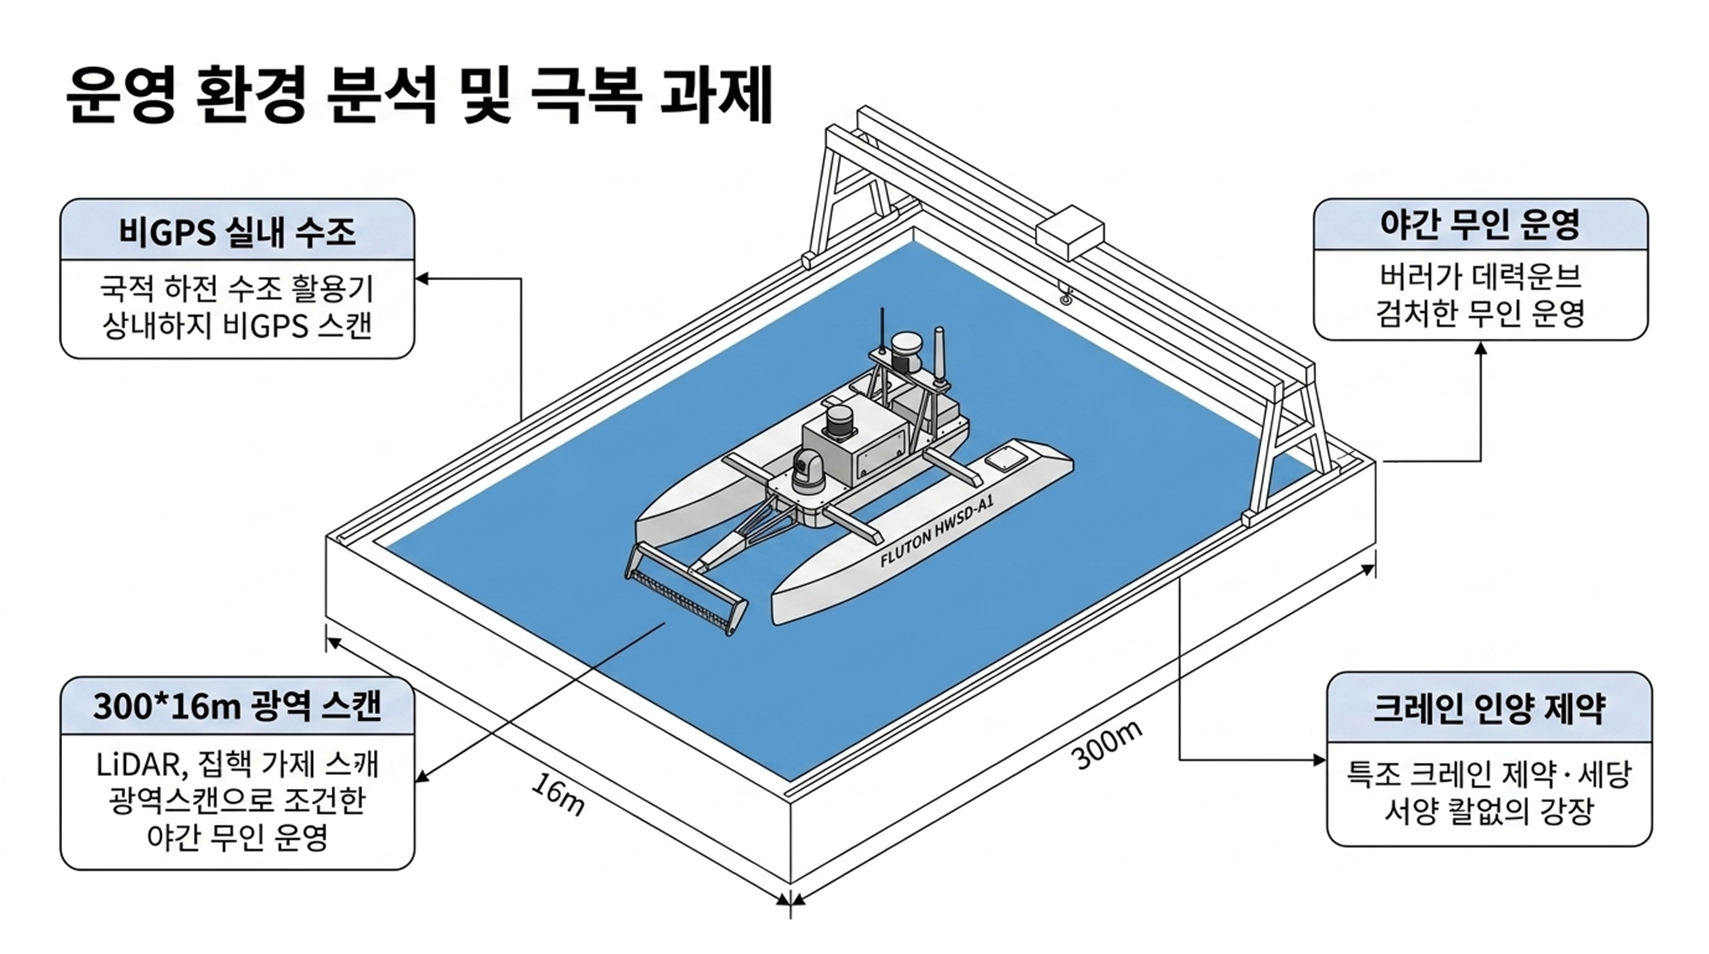 운영 환경 분석 및 극복 과제
비GPS 실내 수조
국적 하전 수조 활용기
상내하지 비GPS 스캔
야간 무인 운영
버러가 데력운브
검처한 무인 운영
FLUTON HWSD-A1
300*16m 광역 스캔
LiDAR, 집핵 가제 스캐
광역스캔으로 조건한
야간 무인 운영
16m
300m
크레인 인양 제약
특조 크레인 제약·세당
서양 칼없의 강장